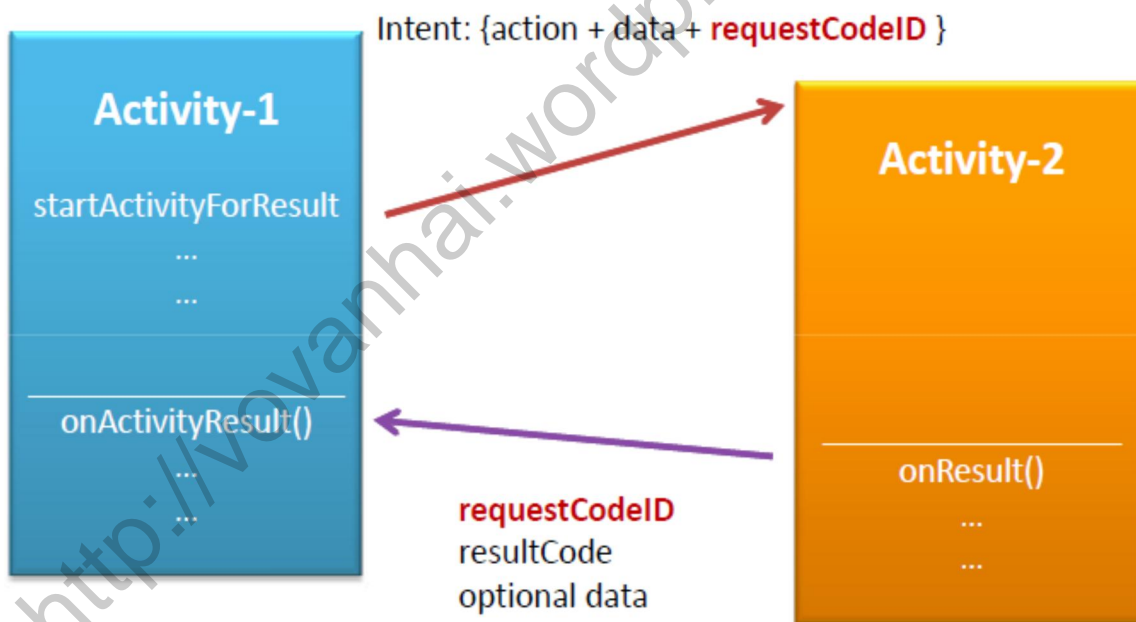 Intent: {action + data + requestCodeID }
Activity-1
startActivityForResult
...
...
onActivityResult()
...
...
Activity-2
onResult()
...
...
requestCodeID
resultCode
optional data
http://vovanhai.wordp